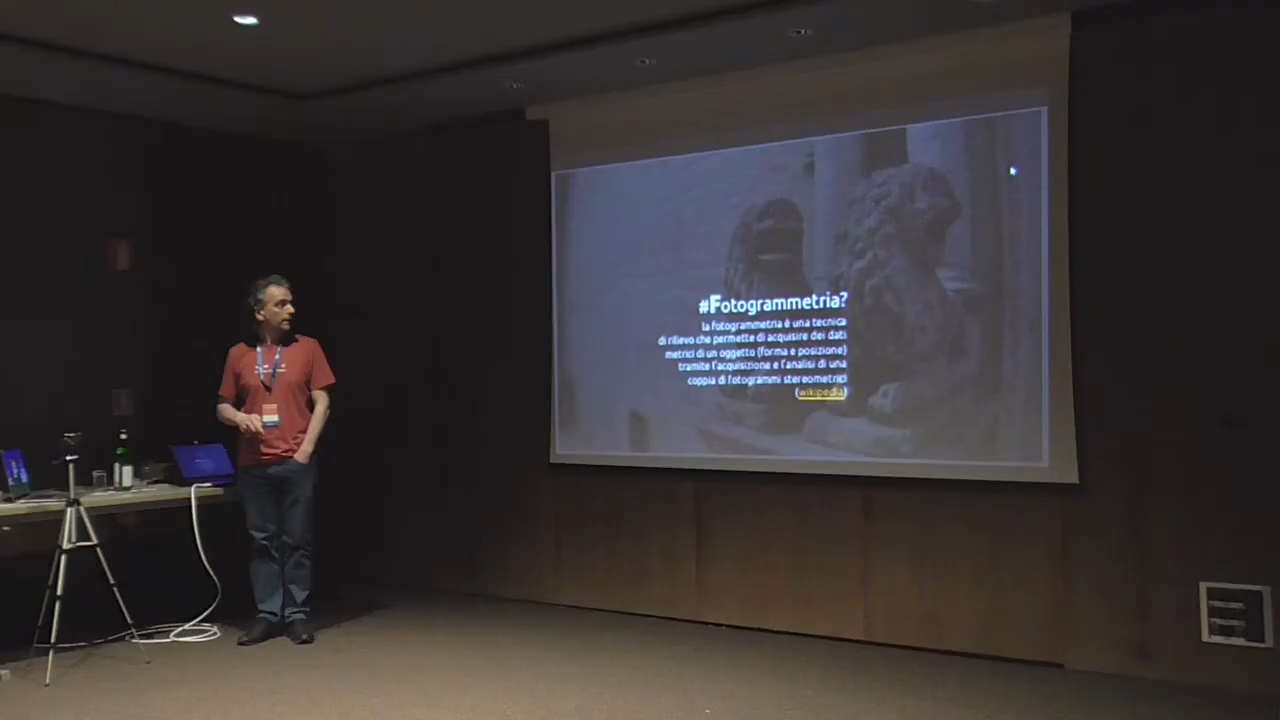 #Fotogrammetria?
la fotogrammetria è una tecnica
di rilievo che permette di acquisire dei dati
metrici di un oggetto (forma e posizione)
tramite l'acquisizione e l'analisi di una
coppia di fotogrammi stereometrici
(wikipedia)